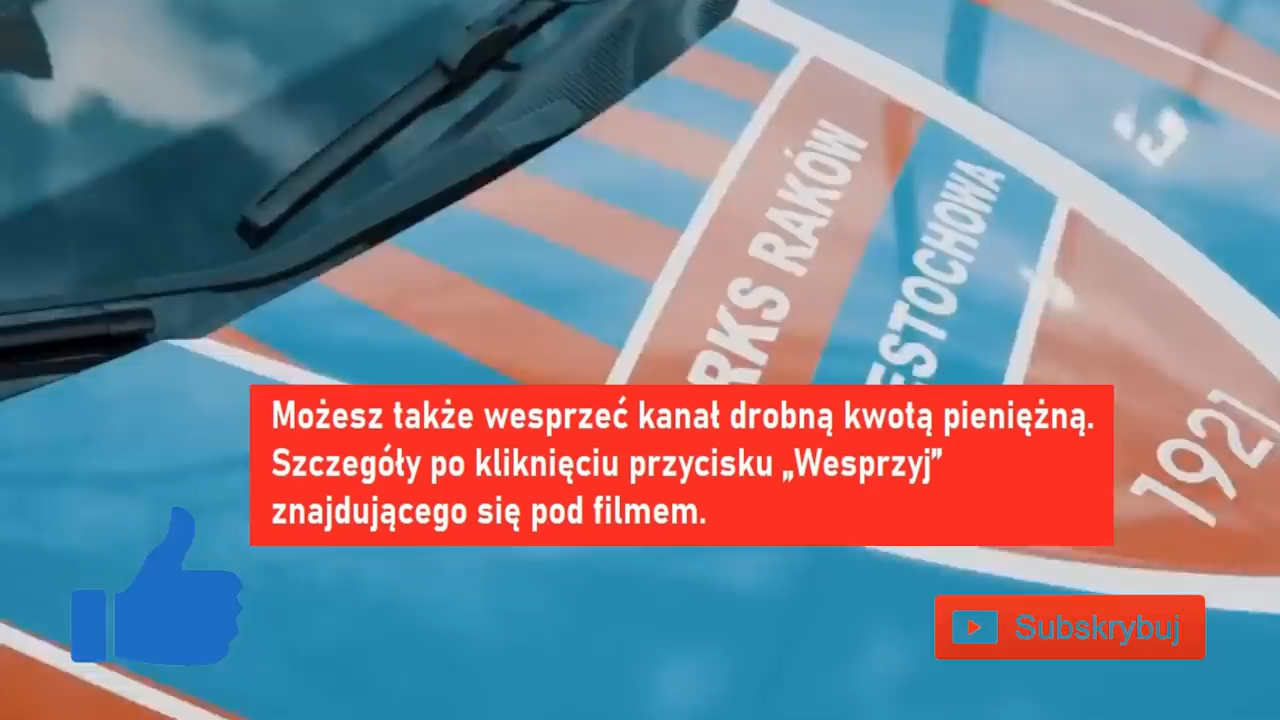 RKS RAKÓW
ESTOCHOWA
1921
Możesz także wesprzeć kanał drobną kwotą pieniężną.
Szczegóły po kliknięciu przycisku „Wesprzyj”
znajdującego się pod filmem.
Subskrybuj